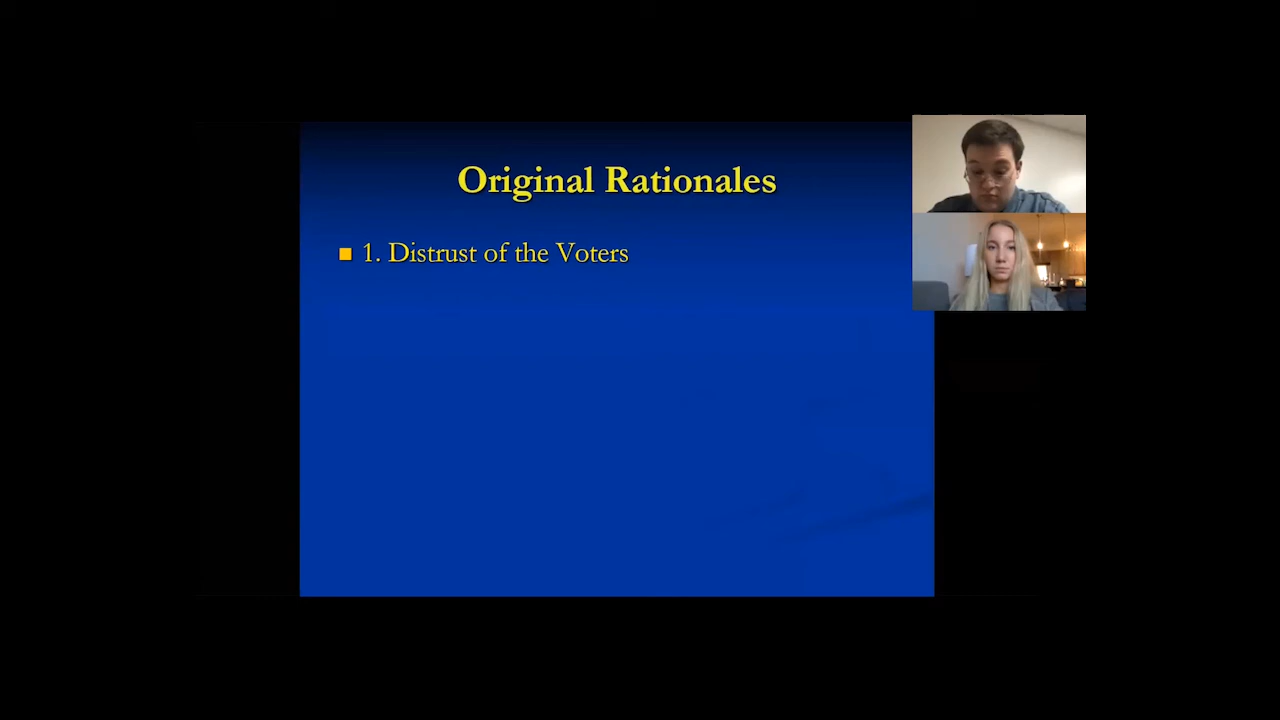 Original Rationales
1. Distrust of the Voters